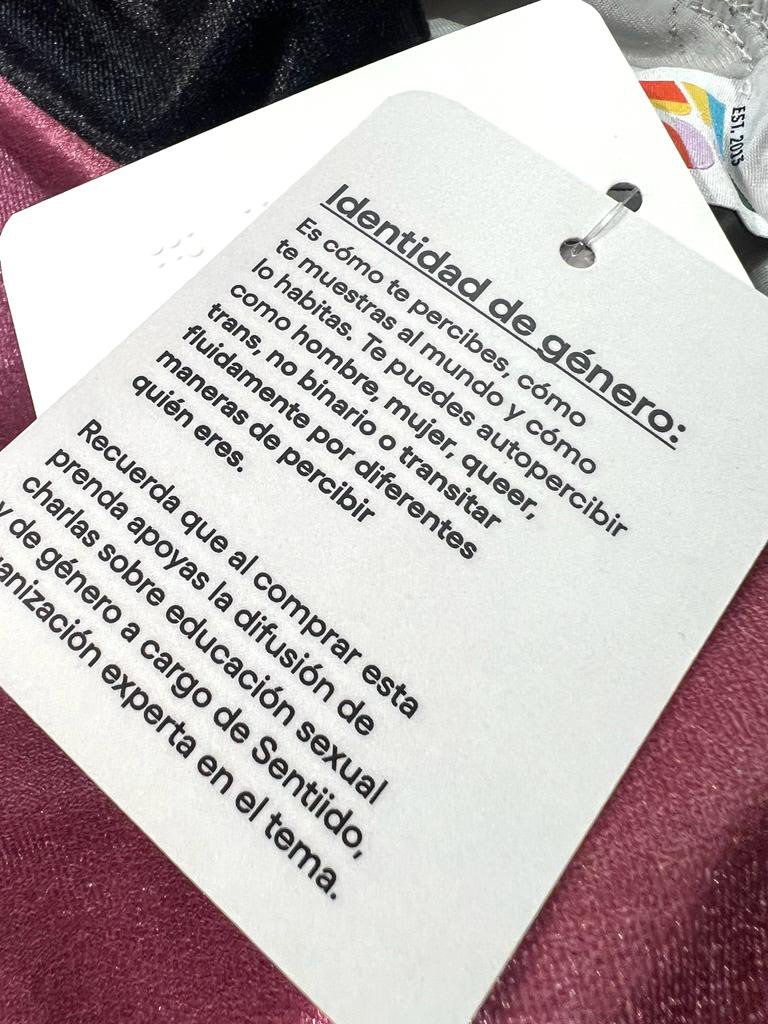 Identidad de género:
Es cómo te percibes, cómo
te muestras al mundo y cómo
lo habitas. Te puedes autopercibir
como hombre, mujer, queer,
trans, no binario o transitar
fluidamente por diferentes
maneras de percibir
quién eres.
Recuerda que al comprar esta
prenda apoyas la difusión de
charlas sobre educación sexual
y de género a cargo de Sentiido,
experta en el tema.
EST. 2015